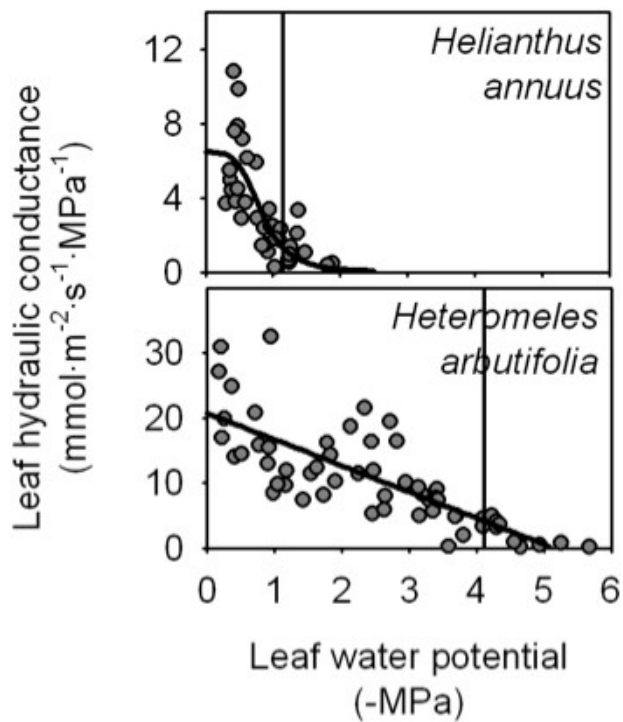 Leaf hydraulic conductance
(mmol·m-2·s-1·MPa-1)
12
8
4
0
Helianthus
annuus
30
20
10
0
Heteromeles
arbutifolia
0 1 2 3 4 5 6
Leaf water potential
(-MPa)